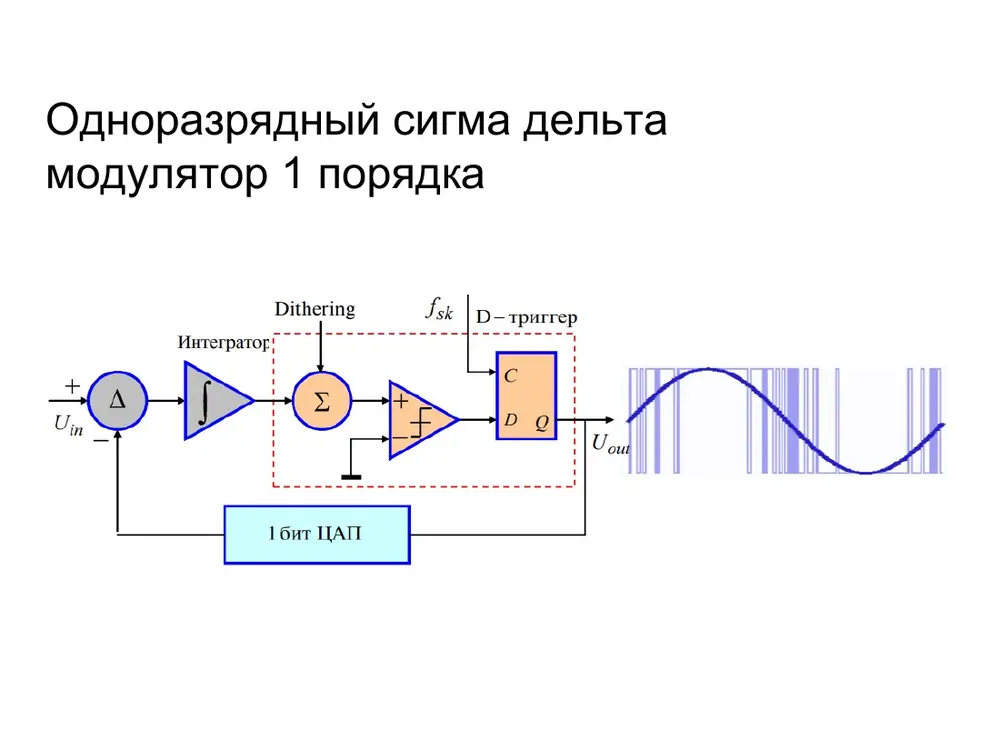 Одноразрядный сигма дельта
модулятор 1 порядка
Dithering
f_sk
D – триггер
Интегратор
+
U_in
–
Δ
∫
Σ
+
–
C
D
Q
U_out
1 бит ЦАП